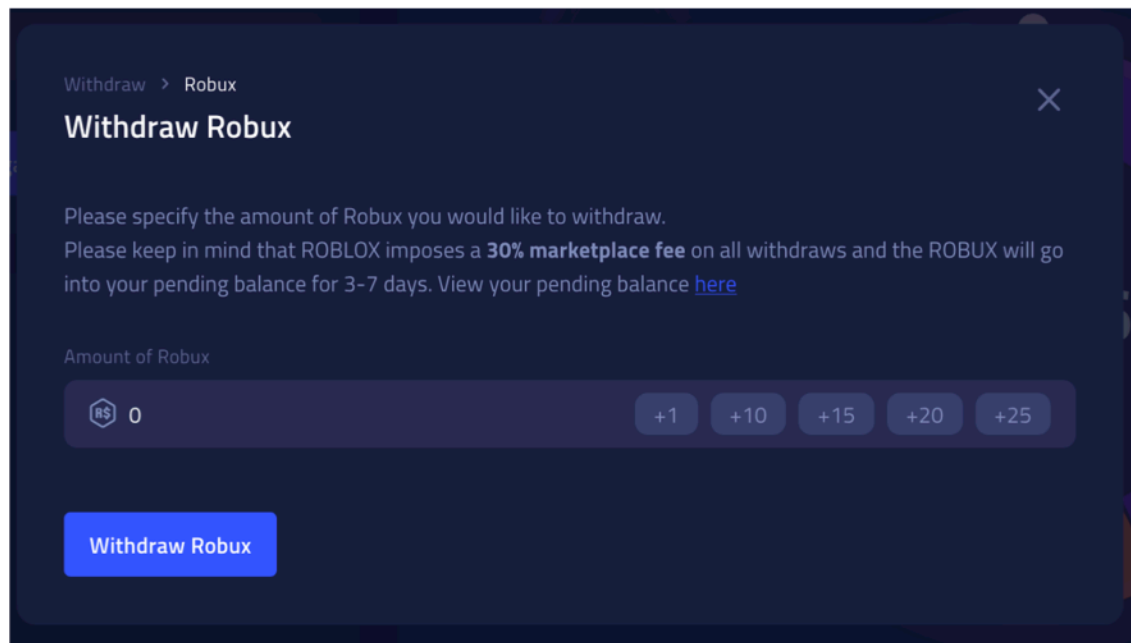 Withdraw > Robux
Withdraw Robux
Please specify the amount of Robux you would like to withdraw.
Please keep in mind that ROBLOX imposes a 30% marketplace fee on all withdraws and the ROBUX will go
into your pending balance for 3-7 days. View your pending balance here
Amount of Robux
R$ 0 +1 +10 +15 +20 +25
Withdraw Robux